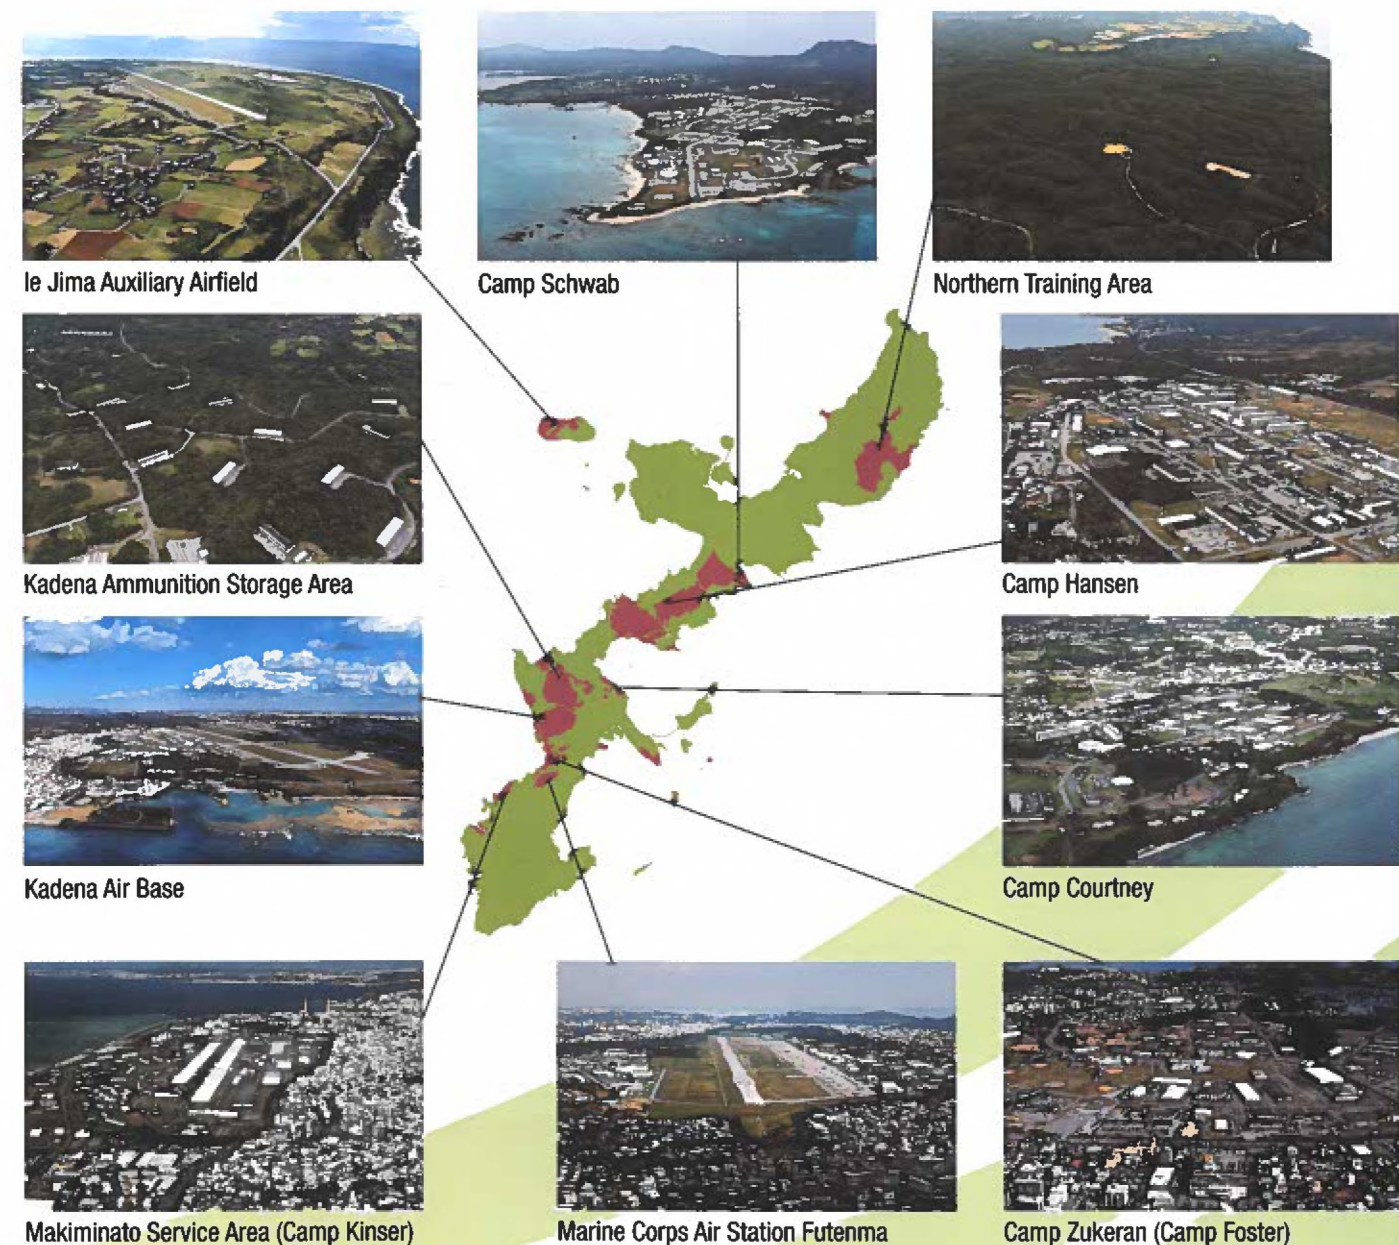 Ie Jima Auxiliary Airfield
Camp Schwab
Northern Training Area
Kadena Ammunition Storage Area
Camp Hansen
Kadena Air Base
Camp Courtney
Makiminato Service Area (Camp Kinser)
Marine Corps Air Station Futenma
Camp Zukeran (Camp Foster)